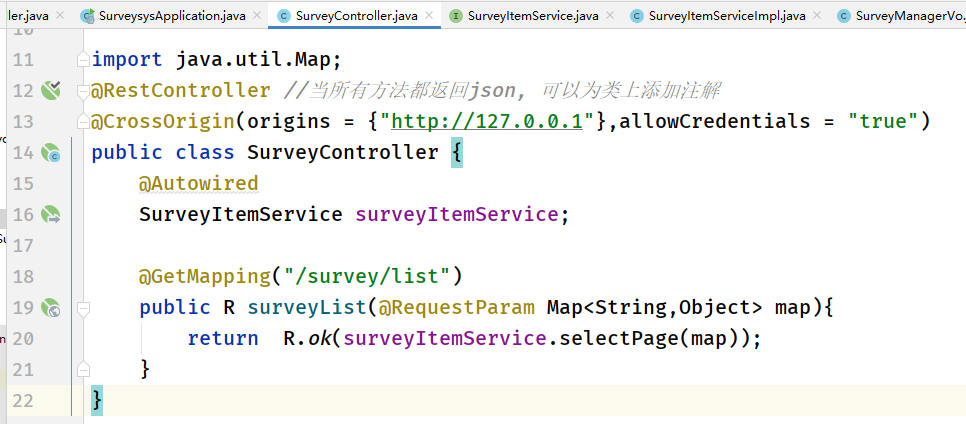 ler.java SurveysysApplication.java SurveyController.java SurveyItemService.java SurveyItemServiceImpl.java SurveyManagerVo.
10
11 import java.util.Map;
12 @RestController //当所有方法都返回json, 可以为类上添加注解
13 @CrossOrigin(origins = {"http://127.0.0.1"},allowCredentials = "true")
14 public class SurveyController {
15 @Autowired
16 SurveyItemService surveyItemService;
17
18 @GetMapping("/survey/list")
19 public R surveyList(@RequestParam Map<String,Object> map){
20 return R.ok(surveyItemService.selectPage(map));
21 }
22 }